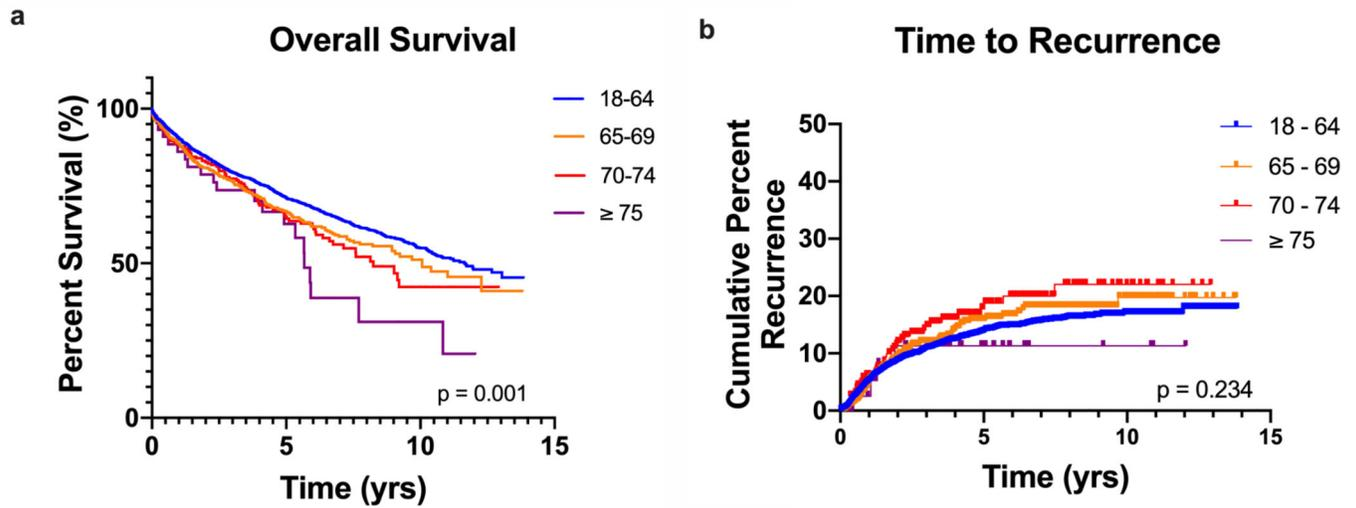 a
Overall Survival
Percent Survival (%)
100
50
0
0 5 10 15
Time (yrs)
18-64
65-69
70-74
≥ 75
p = 0.001
b
Time to Recurrence
Cumulative Percent
Recurrence
50
40
30
20
10
0
0 5 10 15
Time (yrs)
18 - 64
65 - 69
70 - 74
≥ 75
p = 0.234